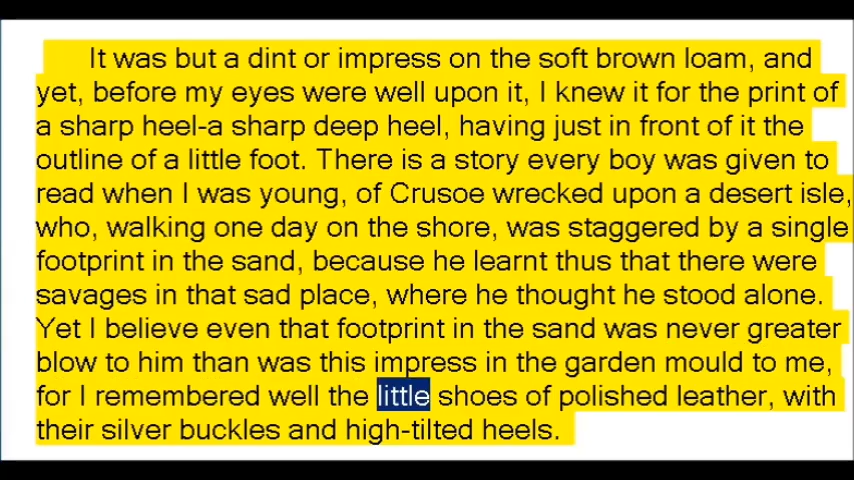 It was but a dint or impress on the soft brown loam, and
yet, before my eyes were well upon it, I knew it for the print of
a sharp heel-a sharp deep heel, having just in front of it the
outline of a little foot. There is a story every boy was given to
read when I was young, of Crusoe wrecked upon a desert isle,
who, walking one day on the shore, was staggered by a single
footprint in the sand, because he learnt thus that there were
savages in that sad place, where he thought he stood alone.
Yet I believe even that footprint in the sand was never greater
blow to him than was this impress in the garden mould to me,
for I remembered well the little shoes of polished leather, with
their silver buckles and high-tilted heels.